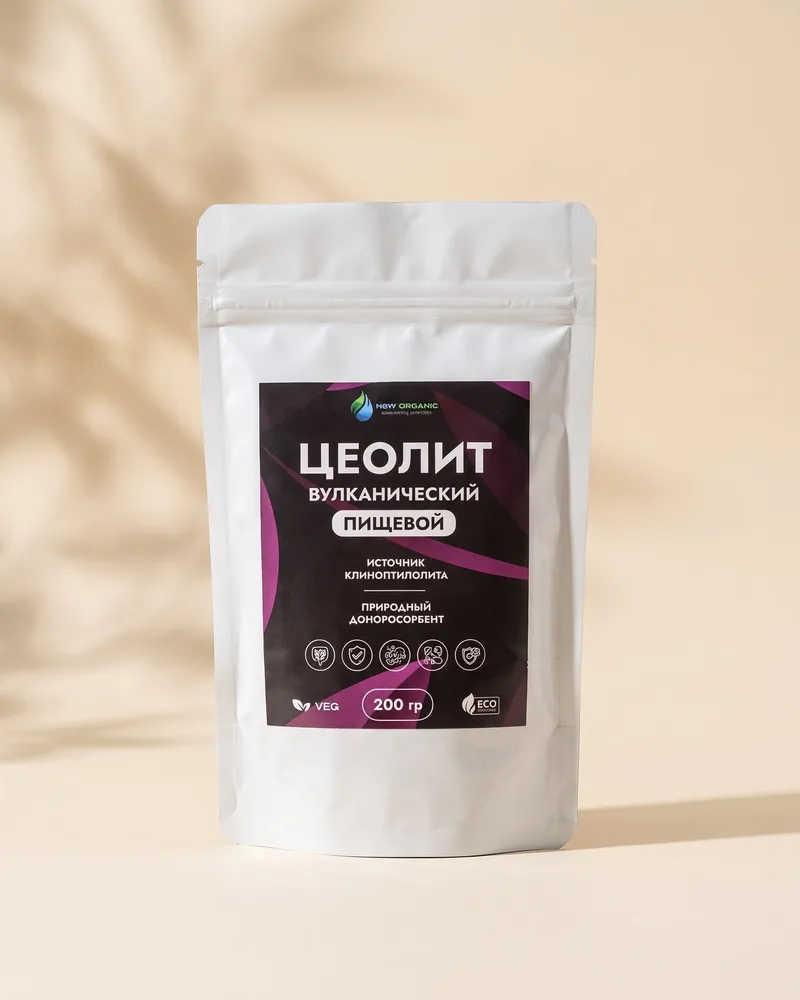 NEW ORGANIC
ЦЕОЛИТ
ВУЛКАНИЧЕСКИЙ
ПИЩЕВОЙ
ИСТОЧНИК
КЛИНОПТИЛОЛИТА
ПРИРОДНЫЙ
ДОНОРОСОРБЕНТ
VEG
200 гр
ECO